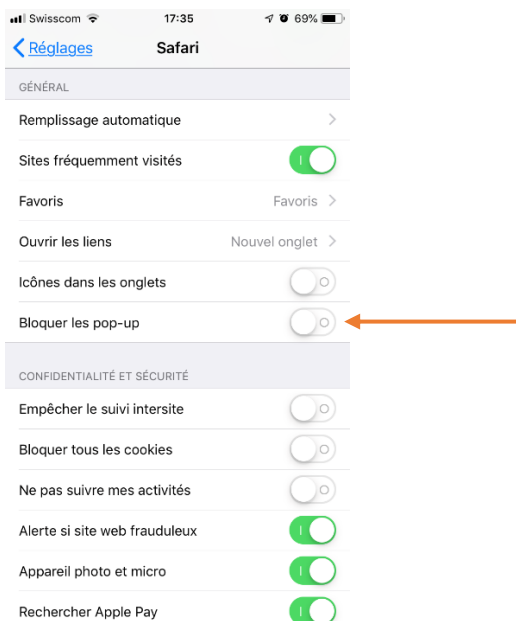 Swisscom 17:35 69%
Réglages Safari
GÉNÉRAL
Remplissage automatique
Sites fréquemment visités
Favoris Favoris
Ouvrir les liens Nouvel onglet
Icônes dans les onglets
Bloquer les pop-up
CONFIDENTIALITÉ ET SÉCURITÉ
Empêcher le suivi intersite
Bloquer tous les cookies
Ne pas suivre mes activités
Alerte si site web frauduleux
Appareil photo et micro
Rechercher Apple Pay